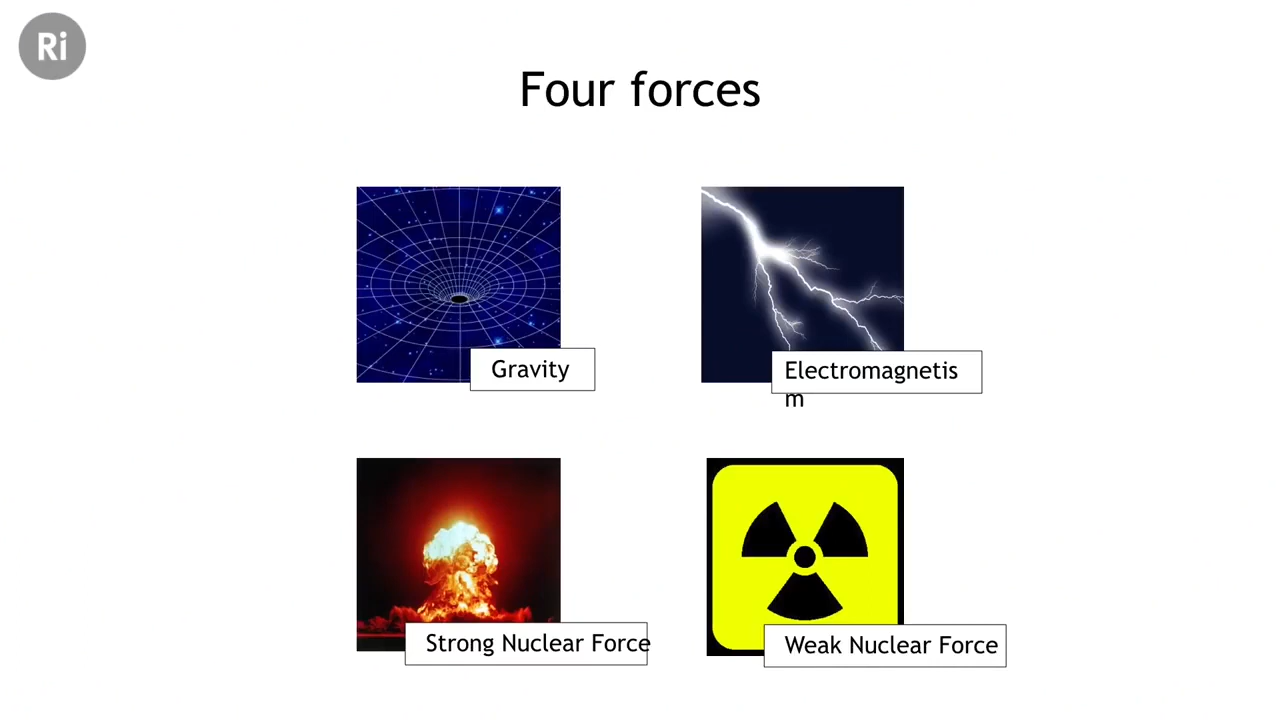 Ri
Four forces
Gravity
Electromagnetis
m
Strong Nuclear Force
Weak Nuclear Force